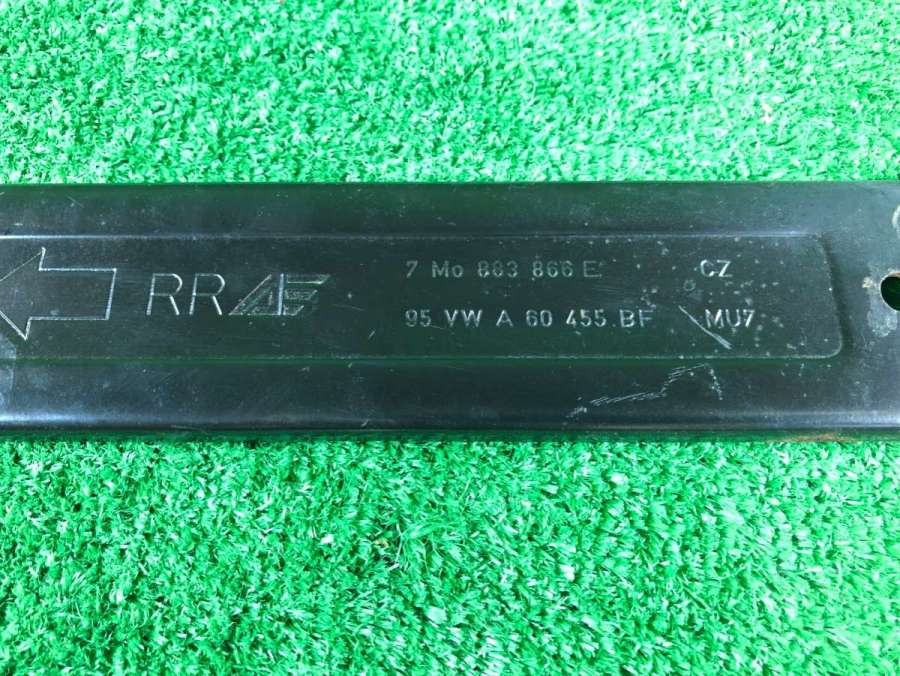 RR
7 Mo 883 866 E CZ
95 VW A 60 455 BF MU7